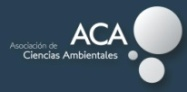 ACA
Asociación de
Ciencias Ambientales